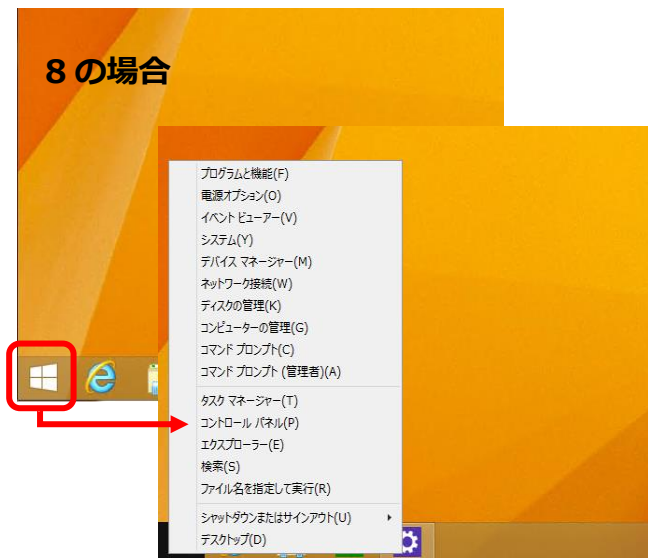 8の場合
プログラムと機能(F)
電源オプション(O)
イベント ビューアー(V)
システム(Y)
デバイス マネージャー(M)
ネットワーク接続(W)
ディスクの管理(K)
コンピューターの管理(G)
コマンド プロンプト(C)
コマンド プロンプト (管理者)(A)
タスク マネージャー(T)
コントロール パネル(P)
エクスプローラー(E)
検索(S)
ファイル名を指定して実行(R)
シャットダウンまたはサインアウト(U)
デスクトップ(D)